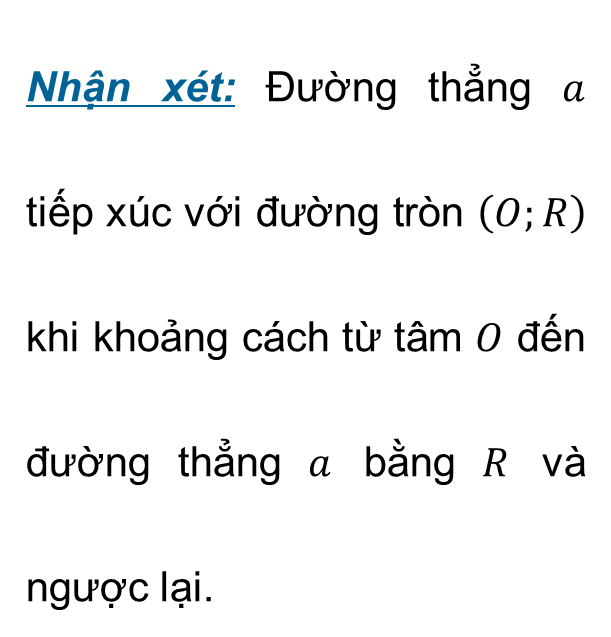 Nhận xét: Đường thẳng a
tiếp xúc với đường tròn (O; R)
khi khoảng cách từ tâm O đến
đường thẳng a bằng R và
ngược lại.